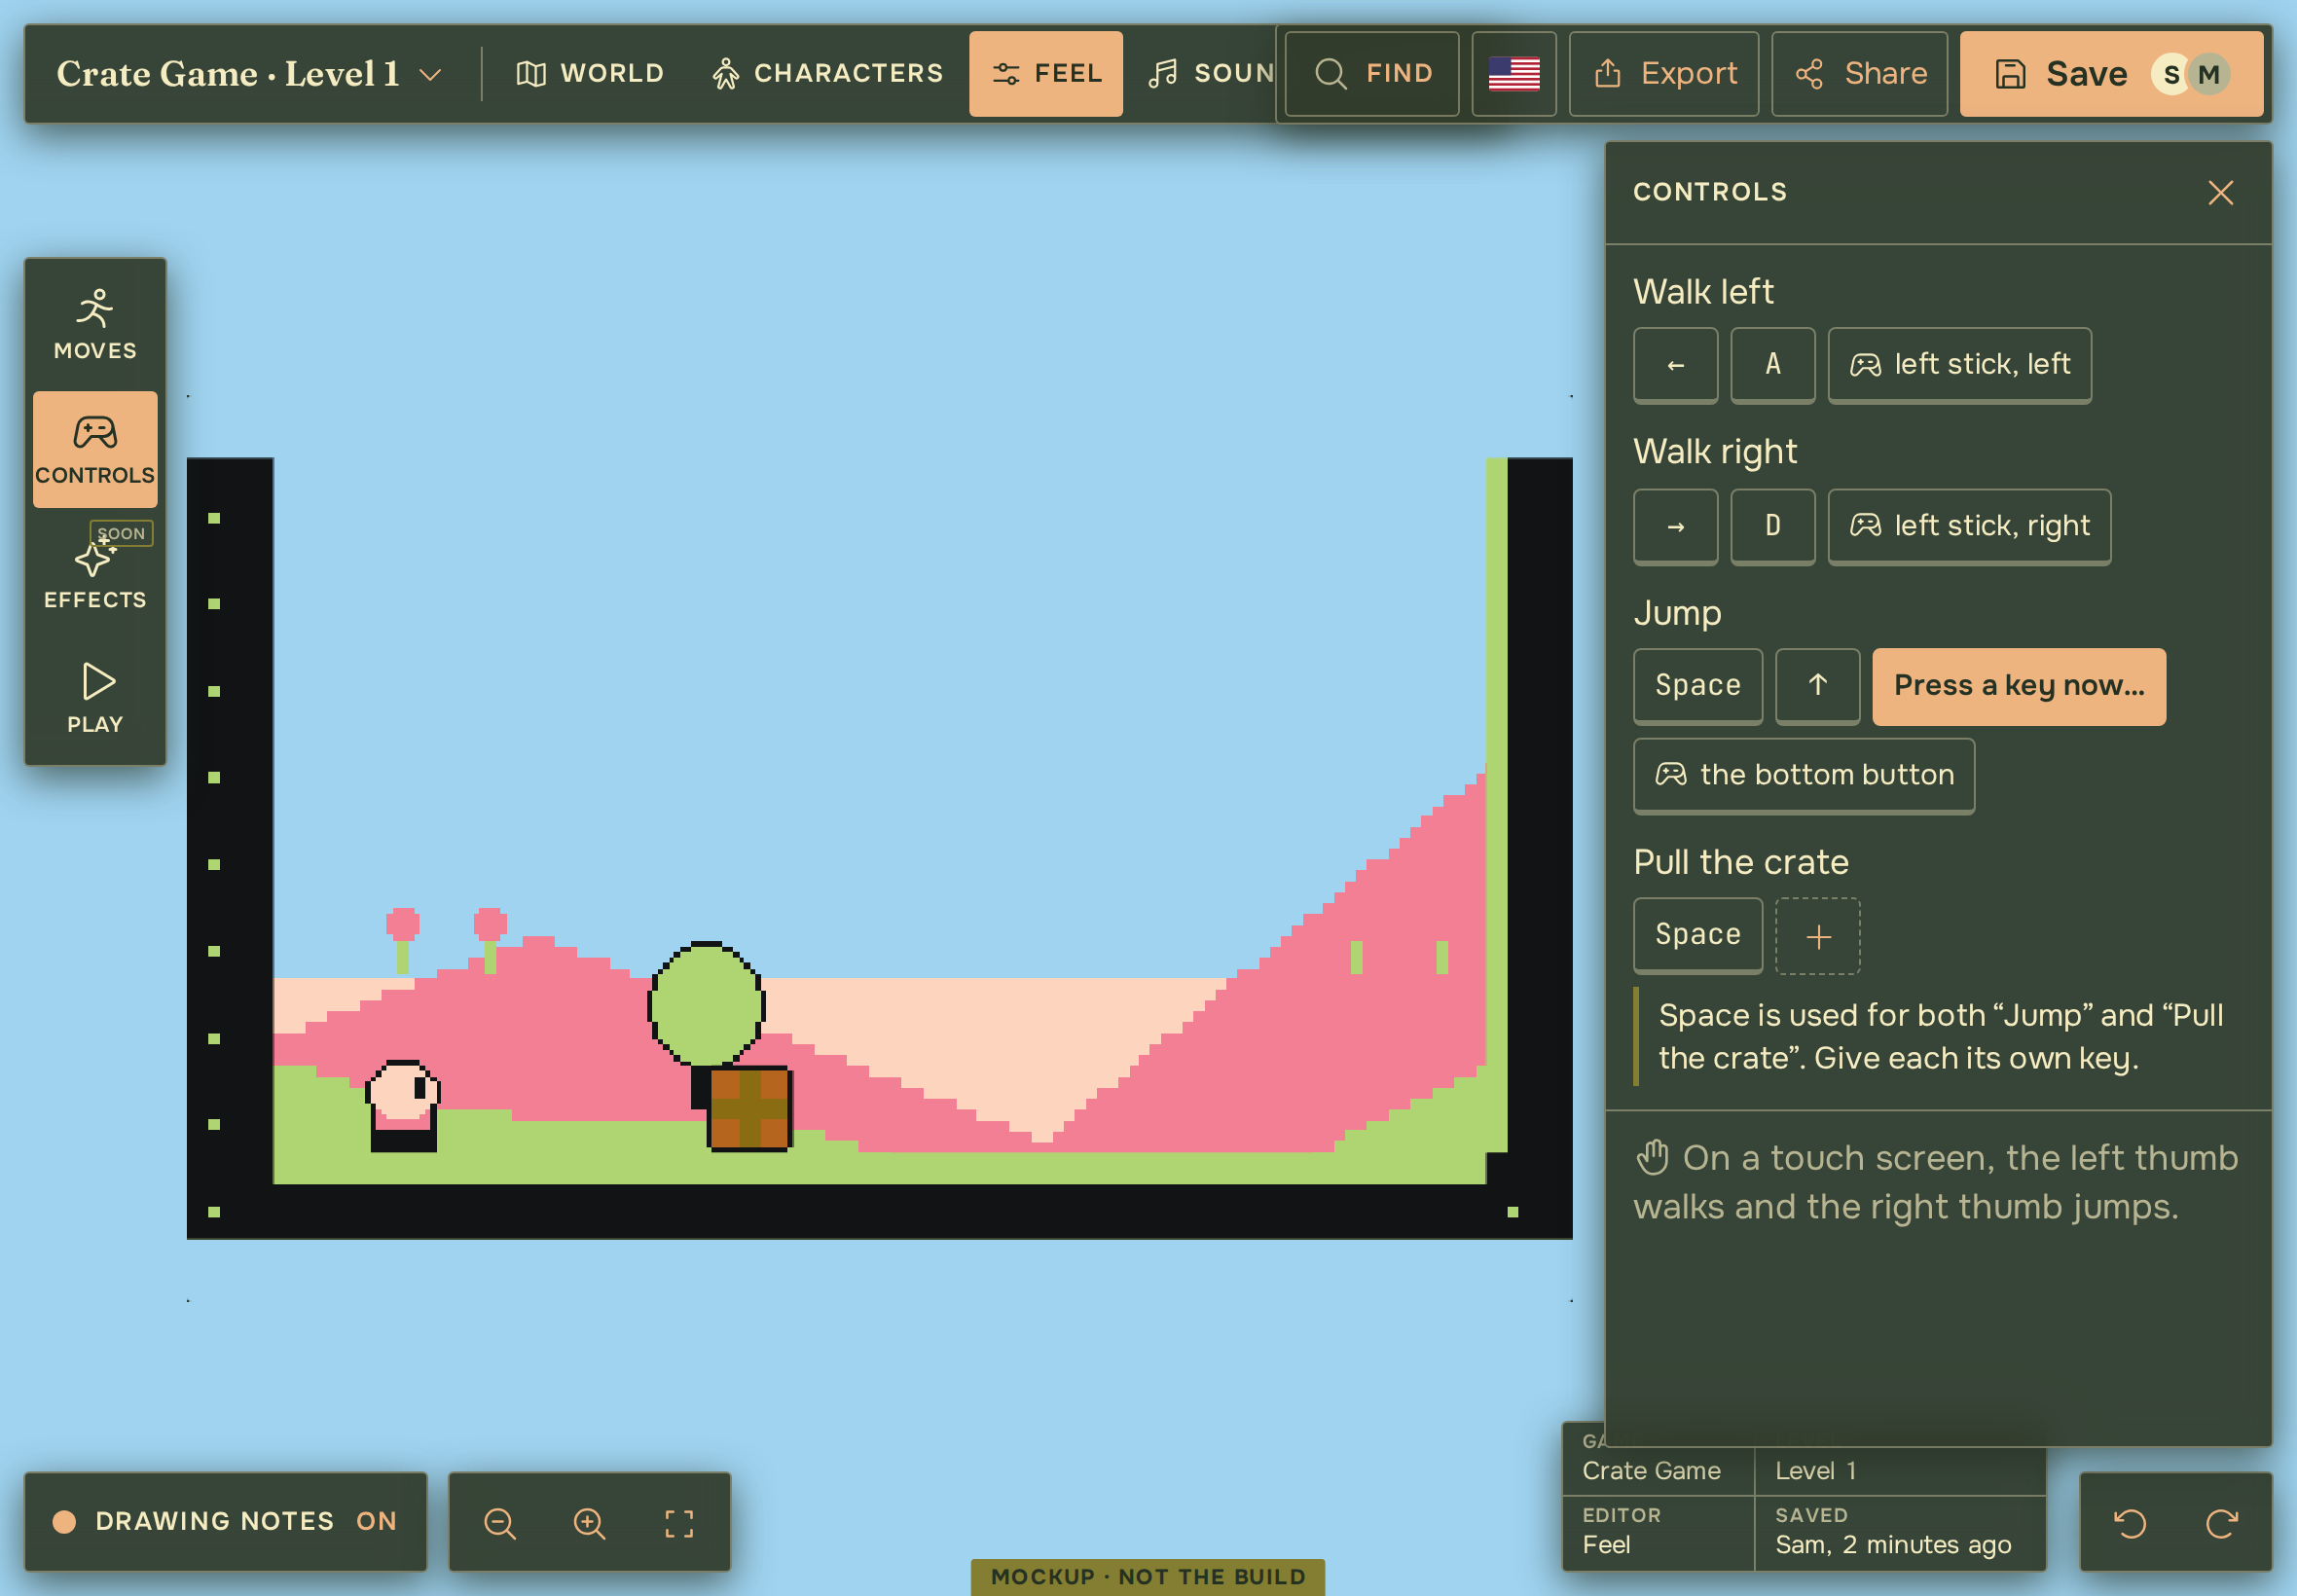 Crate Game · Level 1
WORLD
CHARACTERS
FEEL
SOUN
FIND
Export
Share
Save
S
M
MOVES
CONTROLS
SOON
EFFECTS
PLAY
CONTROLS
Walk left
← A left stick, left
Walk right
→ D left stick, right
Jump
Space ↑ Press a key now...
the bottom button
Pull the crate
Space +
Space is used for both “Jump” and “Pull
the crate”. Give each its own key.
On a touch screen, the left thumb
walks and the right thumb jumps.
DRAWING NOTES ON
Crate Game
Level 1
EDITOR
Feel
SAVED
Sam, 2 minutes ago
MOCKUP · NOT THE BUILD